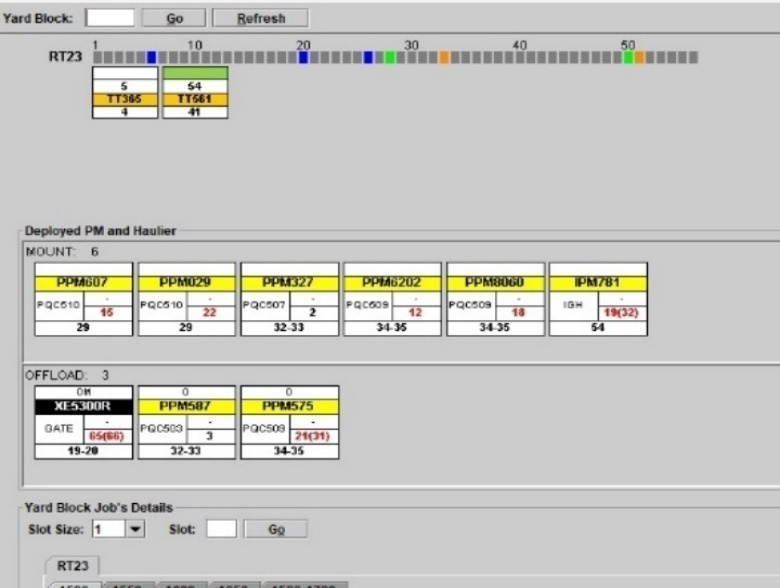 Yard Block: Go Refresh
1 10 20 30 40 50
RT23
5 54
TT365 TT561
4 41
Deployed PM and Haulier
MOUNT: 6
PPM607 PPM029 PPM327 PPM6202 PPM8060 IPM781
PQC510 - 15 PQC510 - 22 PQC507 - 2 PQC509 - 12 PQC509 - 18 IGH - 19(32)
29 29 32-33 34-35 34-35 54
OFFLOAD: 3
0M 0 0
XE5300R PPM587 PPM575
GATE - 65(66) PQC503 - 3 PQC509 - 21(31)
19-20 32-33 34-35
Yard Block Job's Details
Slot Size: 1 Slot: Go
RT23